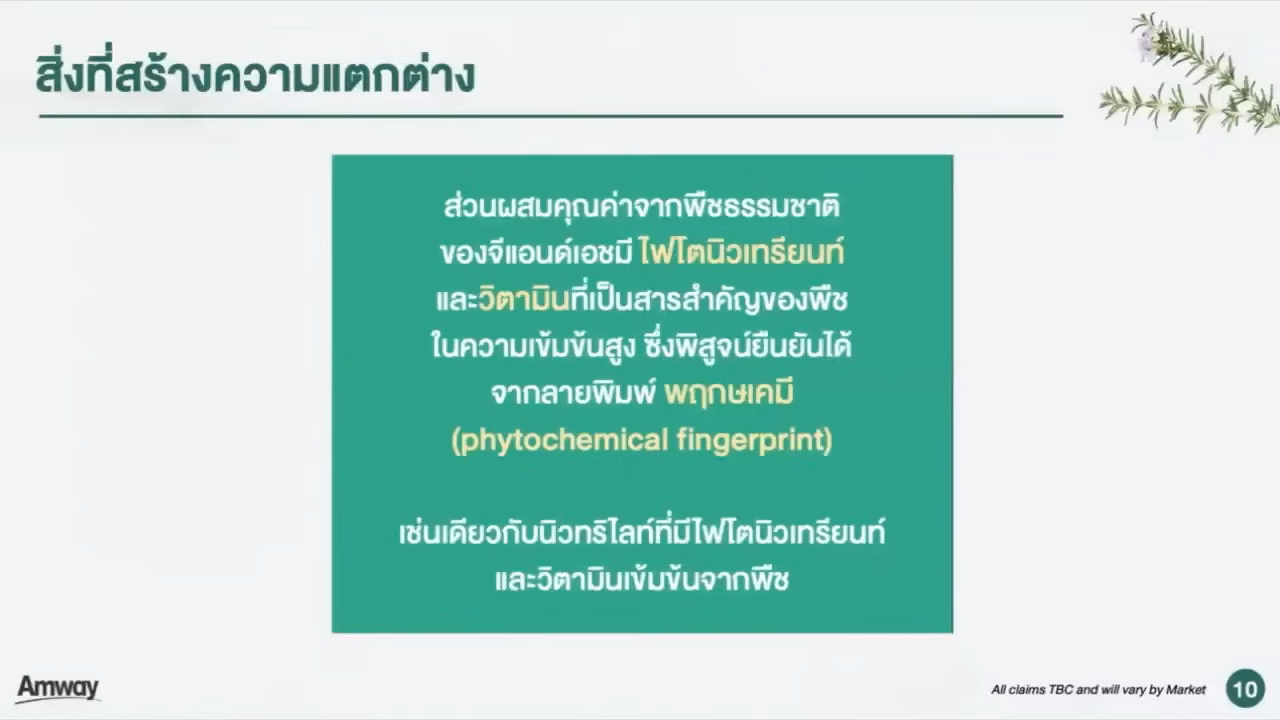 สิ่งที่สร้างความแตกต่าง
ส่วนผสมคุณค่าจากพืชธรรมชาติ
ของจีแอนด์เอชมี ไฟโตนิวเทรียนท์
และวิตามินที่เป็นสารสำคัญของพืช
ในความเข้มข้นสูง ซึ่งพิสูจน์ยืนยันได้
จากลายพิมพ์ พฤกษเคมี
(phytochemical fingerprint)
เช่นเดียวกับนิวทริไลท์ที่มีไฟโตนิวเทรียนท์
และวิตามินเข้มข้นจากพืช
Amway
All claims TBC and will vary by Market
10